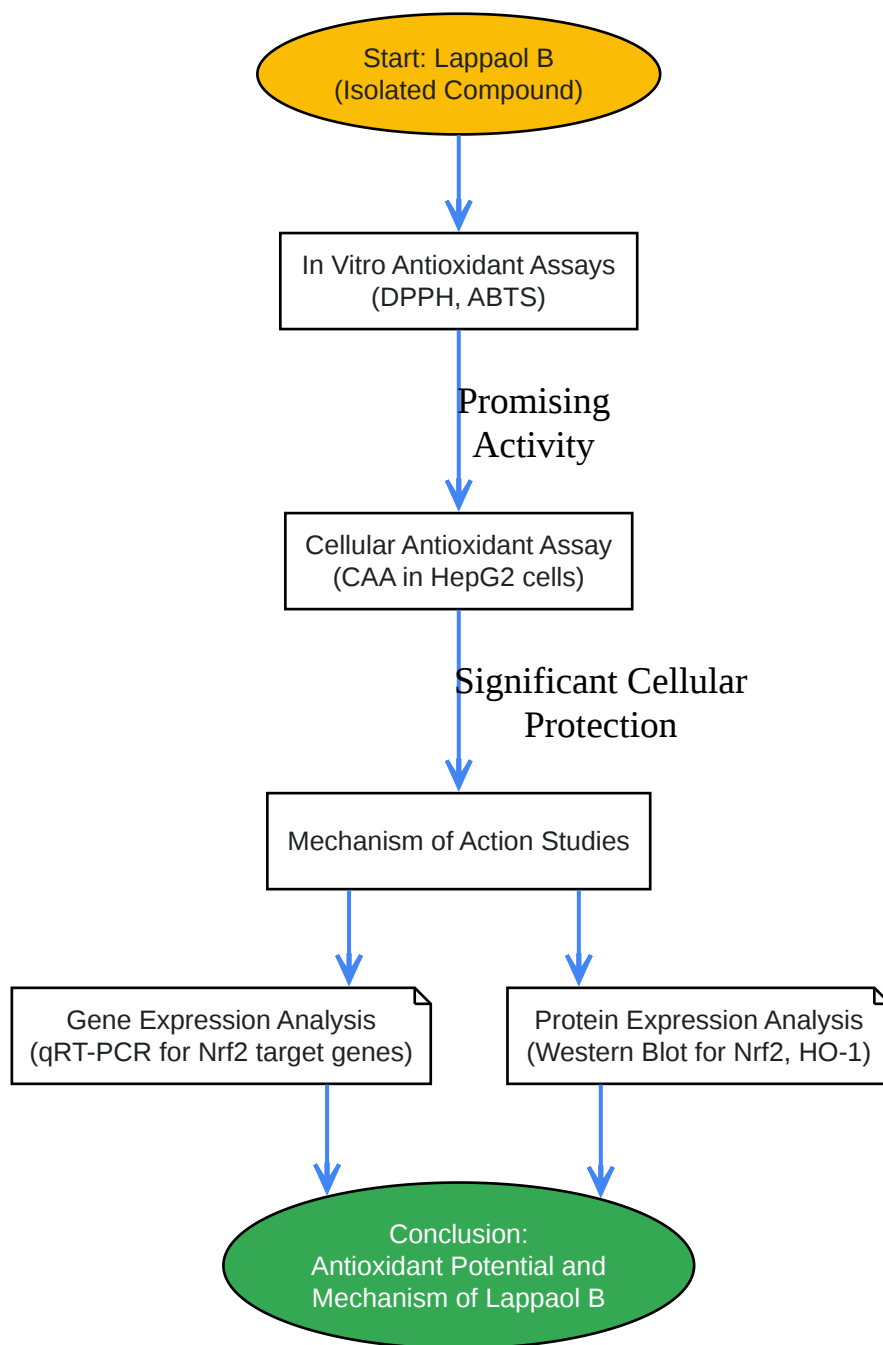 Start: Lappaol B
(Isolated Compound)
In Vitro Antioxidant Assays
(DPPH, ABTS)
Promising
Activity
Cellular Antioxidant Assay
(CAA in HepG2 cells)
Significant Cellular
Protection
Mechanism of Action Studies
Gene Expression Analysis
(qRT-PCR for Nrf2 target genes)
Protein Expression Analysis
(Western Blot for Nrf2, HO-1)
Conclusion:
Antioxidant Potential and
Mechanism of Lappaol B